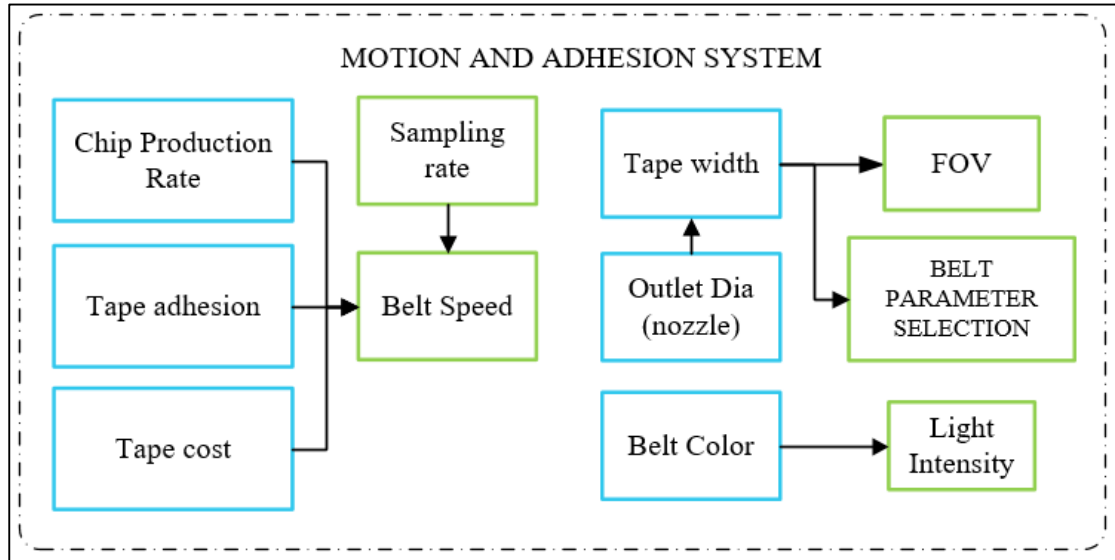 MOTION AND ADHESION SYSTEM
Chip Production
Rate
Sampling
rate
Tape width
FOV
Tape adhesion
Belt Speed
Outlet Dia
(nozzle)
BELT
PARAMETER
SELECTION
Tape cost
Belt Color
Light
Intensity